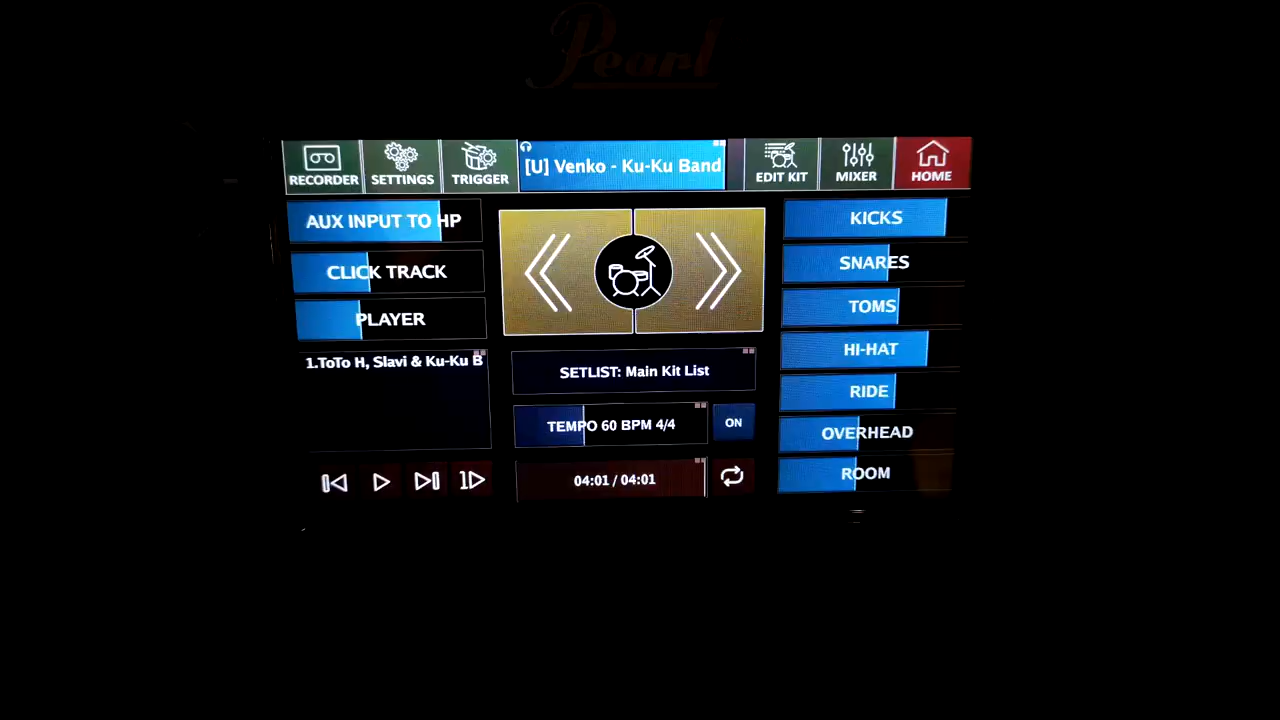 Pearl
RECORDER
SETTINGS
TRIGGER
[U] Venko - Ku-Ku Band
EDIT KIT
MIXER
HOME
AUX INPUT TO HP
CLICK TRACK
PLAYER
1.ToTo H, Slavi & Ku-Ku B
SETLIST: Main Kit List
TEMPO 60 BPM 4/4
ON
04:01 / 04:01
1
KICKS
SNARES
TOMS
HI-HAT
RIDE
OVERHEAD
ROOM